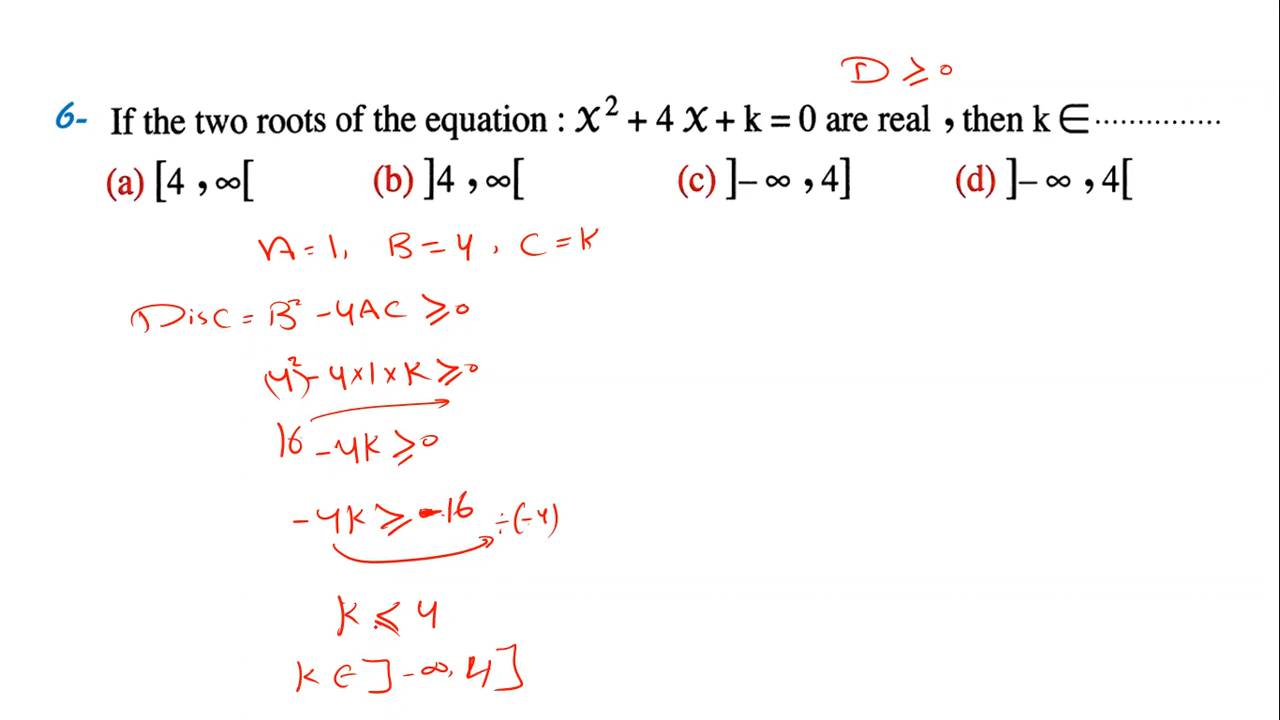 D ≥ 0
6- If the two roots of the equation : x² + 4 x + k = 0 are real , then k ∈ ...............
(a) [4 , ∞[ (b) ]4 , ∞[ (c) ]– ∞ , 4] (d) ]– ∞ , 4[
A = 1, B = 4, C = K
Disc = B² - 4AC ≥ 0
(4)² - 4 × 1 × K ≥ 0
16 - 4K ≥ 0
- 4K ≥ -16 ÷(-4)
K ≤ 4
K ∈ ]-∞, 4]